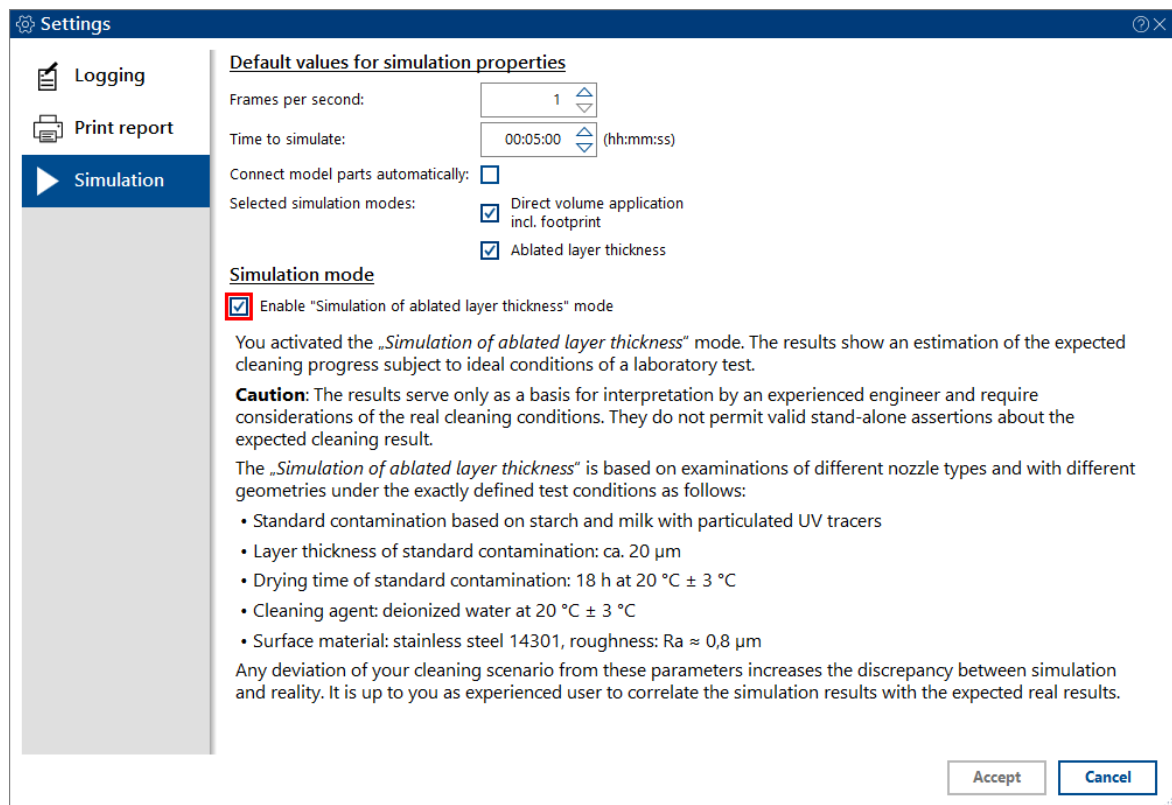 Settings
Logging
Print report
Simulation
Default values for simulation properties
Frames per second:
1
Time to simulate:
00:05:00 (hh:mm:ss)
Connect model parts automatically:
Selected simulation modes:
Direct volume application
incl. footprint
Ablated layer thickness
Simulation mode
Enable "Simulation of ablated layer thickness" mode
You activated the „Simulation of ablated layer thickness“ mode. The results show an estimation of the expected
cleaning progress subject to ideal conditions of a laboratory test.
Caution: The results serve only as a basis for interpretation by an experienced engineer and require
considerations of the real cleaning conditions. They do not permit valid stand-alone assertions about the
expected cleaning result.
The „Simulation of ablated layer thickness“ is based on examinations of different nozzle types and with different
geometries under the exactly defined test conditions as follows:
• Standard contamination based on starch and milk with particulated UV tracers
• Layer thickness of standard contamination: ca. 20 µm
• Drying time of standard contamination: 18 h at 20 °C ± 3 °C
• Cleaning agent: deionized water at 20 °C ± 3 °C
• Surface material: stainless steel 14301, roughness: Ra ≈ 0,8 µm
Any deviation of your cleaning scenario from these parameters increases the discrepancy between simulation
and reality. It is up to you as experienced user to correlate the simulation results with the expected real results.
Accept
Cancel